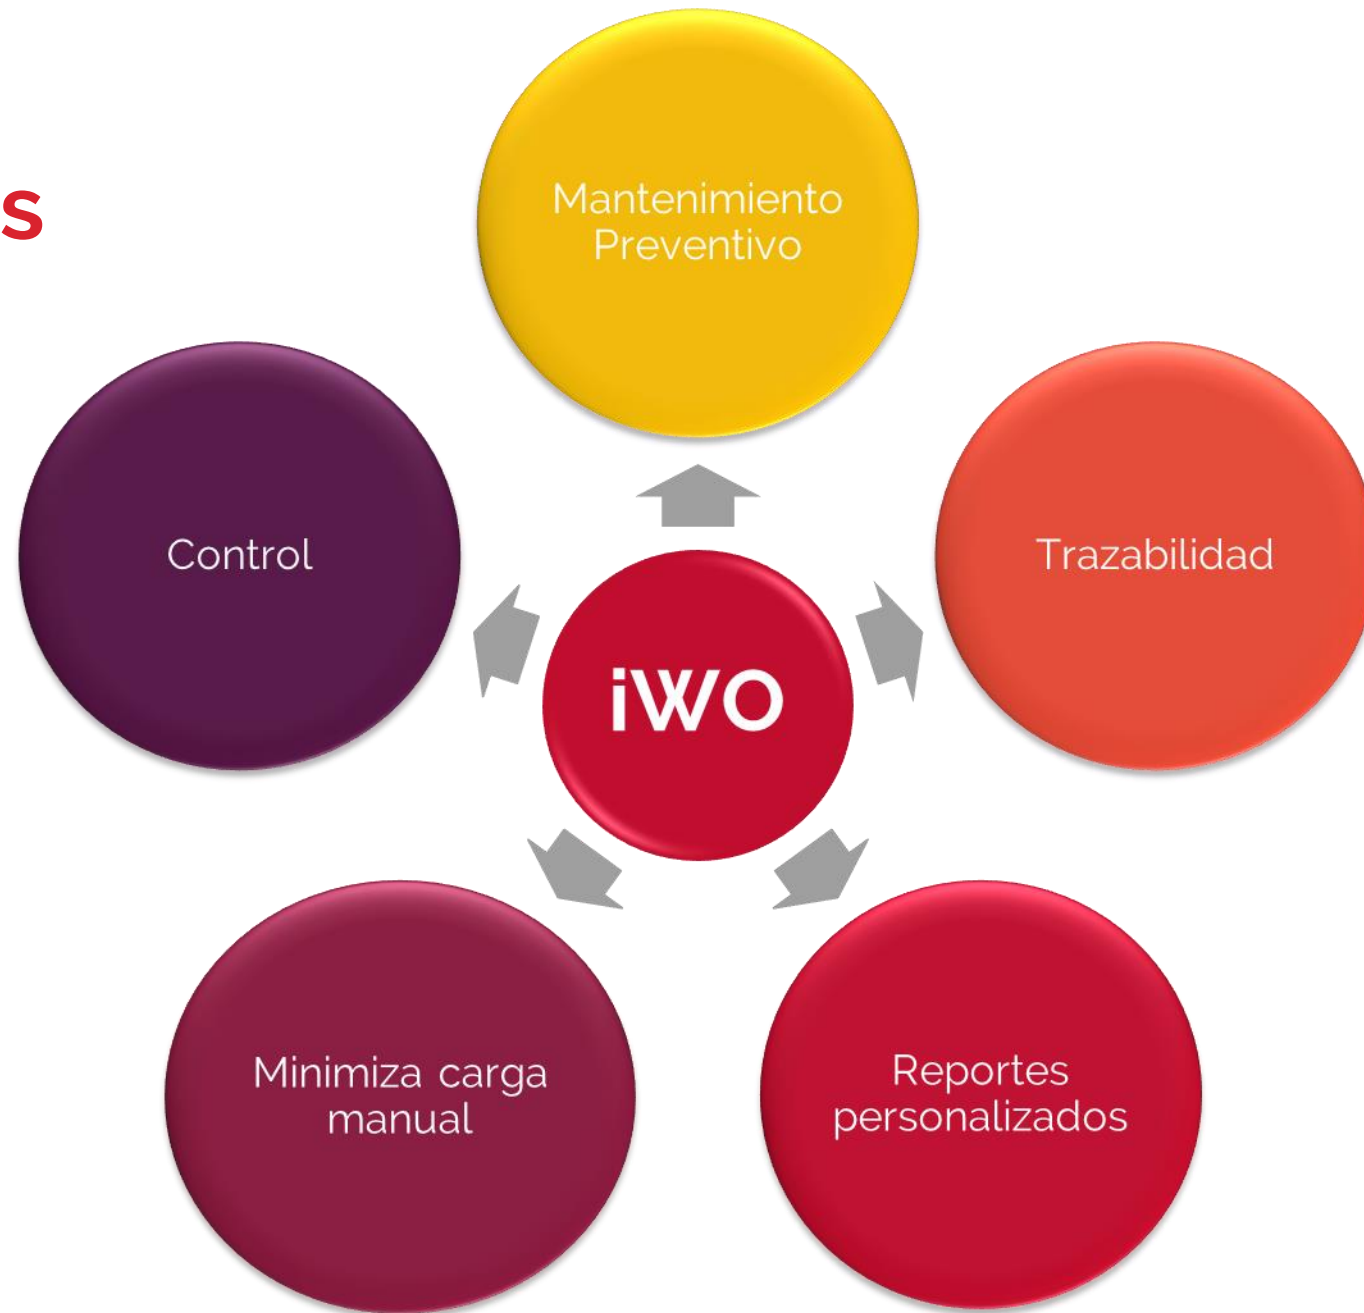 s
Mantenimiento
Preventivo
Control
Trazabilidad
iWO
Minimiza carga
manual
Reportes
personalizados